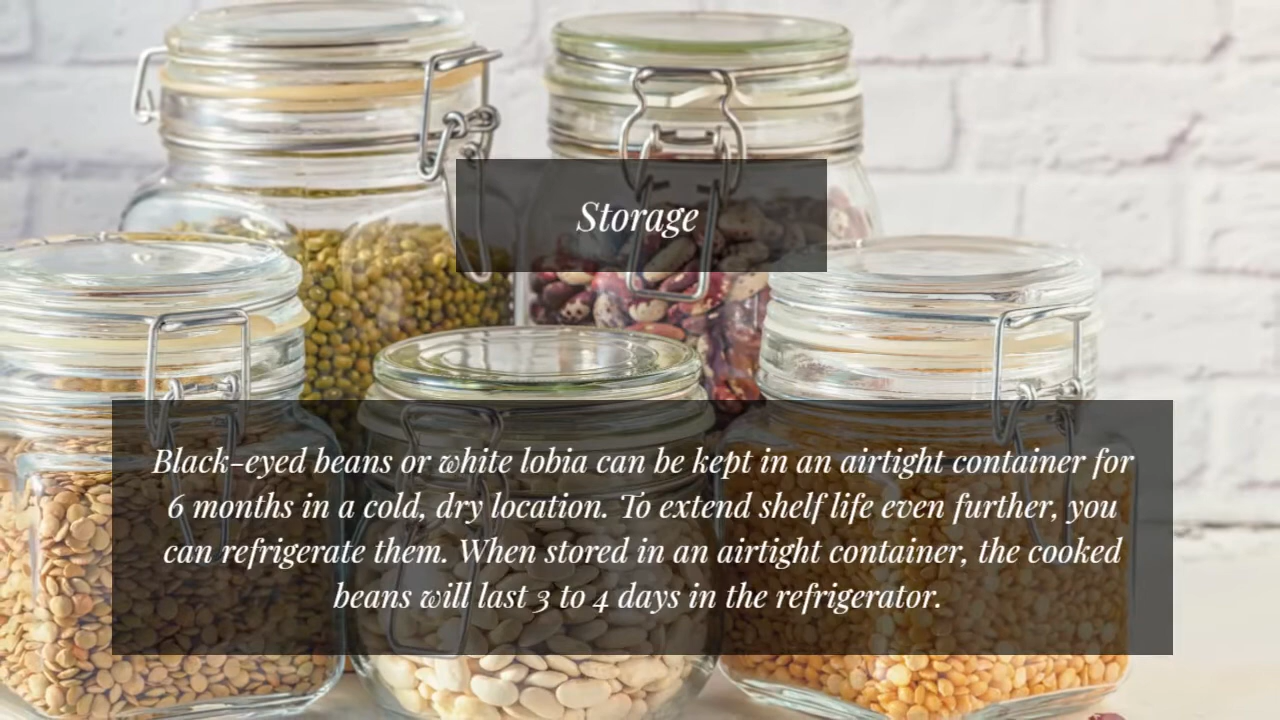 Storage
Black-eyed beans or white lobia can be kept in an airtight container for
6 months in a cold, dry location. To extend shelf life even further, you
can refrigerate them. When stored in an airtight container, the cooked
beans will last 3 to 4 days in the refrigerator.